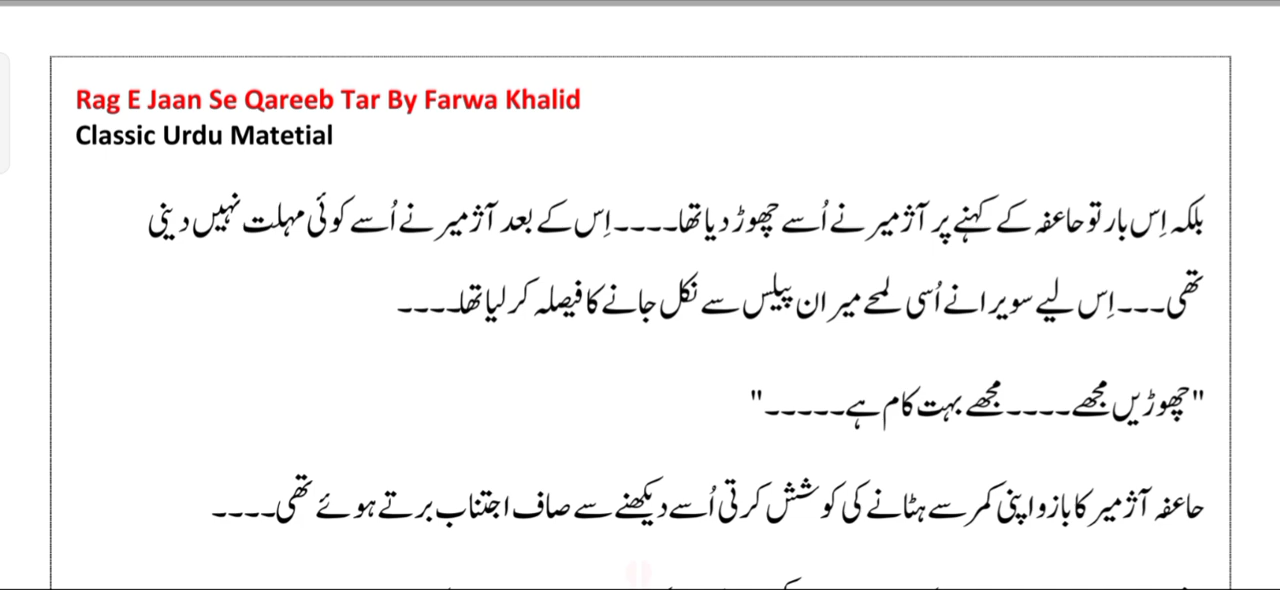 Rag E Jaan Se Qareeb Tar By Farwa Khalid
Classic Urdu Matetial
بلکہ اِس بار تو حاعفہ کے کہنے پر آژمیر نے اُسے چھوڑ دیا تھا۔۔۔۔اِس کے بعد آژمیر نے اُسے کوئی مہلت نہیں دینی
تھی۔۔۔اِس لیے سویرا نے اُسی لمحے میران پیلس سے نکل جانے کا فیصلہ کر لیا تھا۔۔۔۔
"چھوڑیں مجھے۔۔۔۔مجھے بہت کام ہے۔۔۔۔۔"
حاعفہ آژمیر کا بازو اپنی کمر سے ہٹانے کی کوشش کرتی اُسے دیکھنے سے صاف اجتناب برتے ہوئے تھی۔۔۔۔